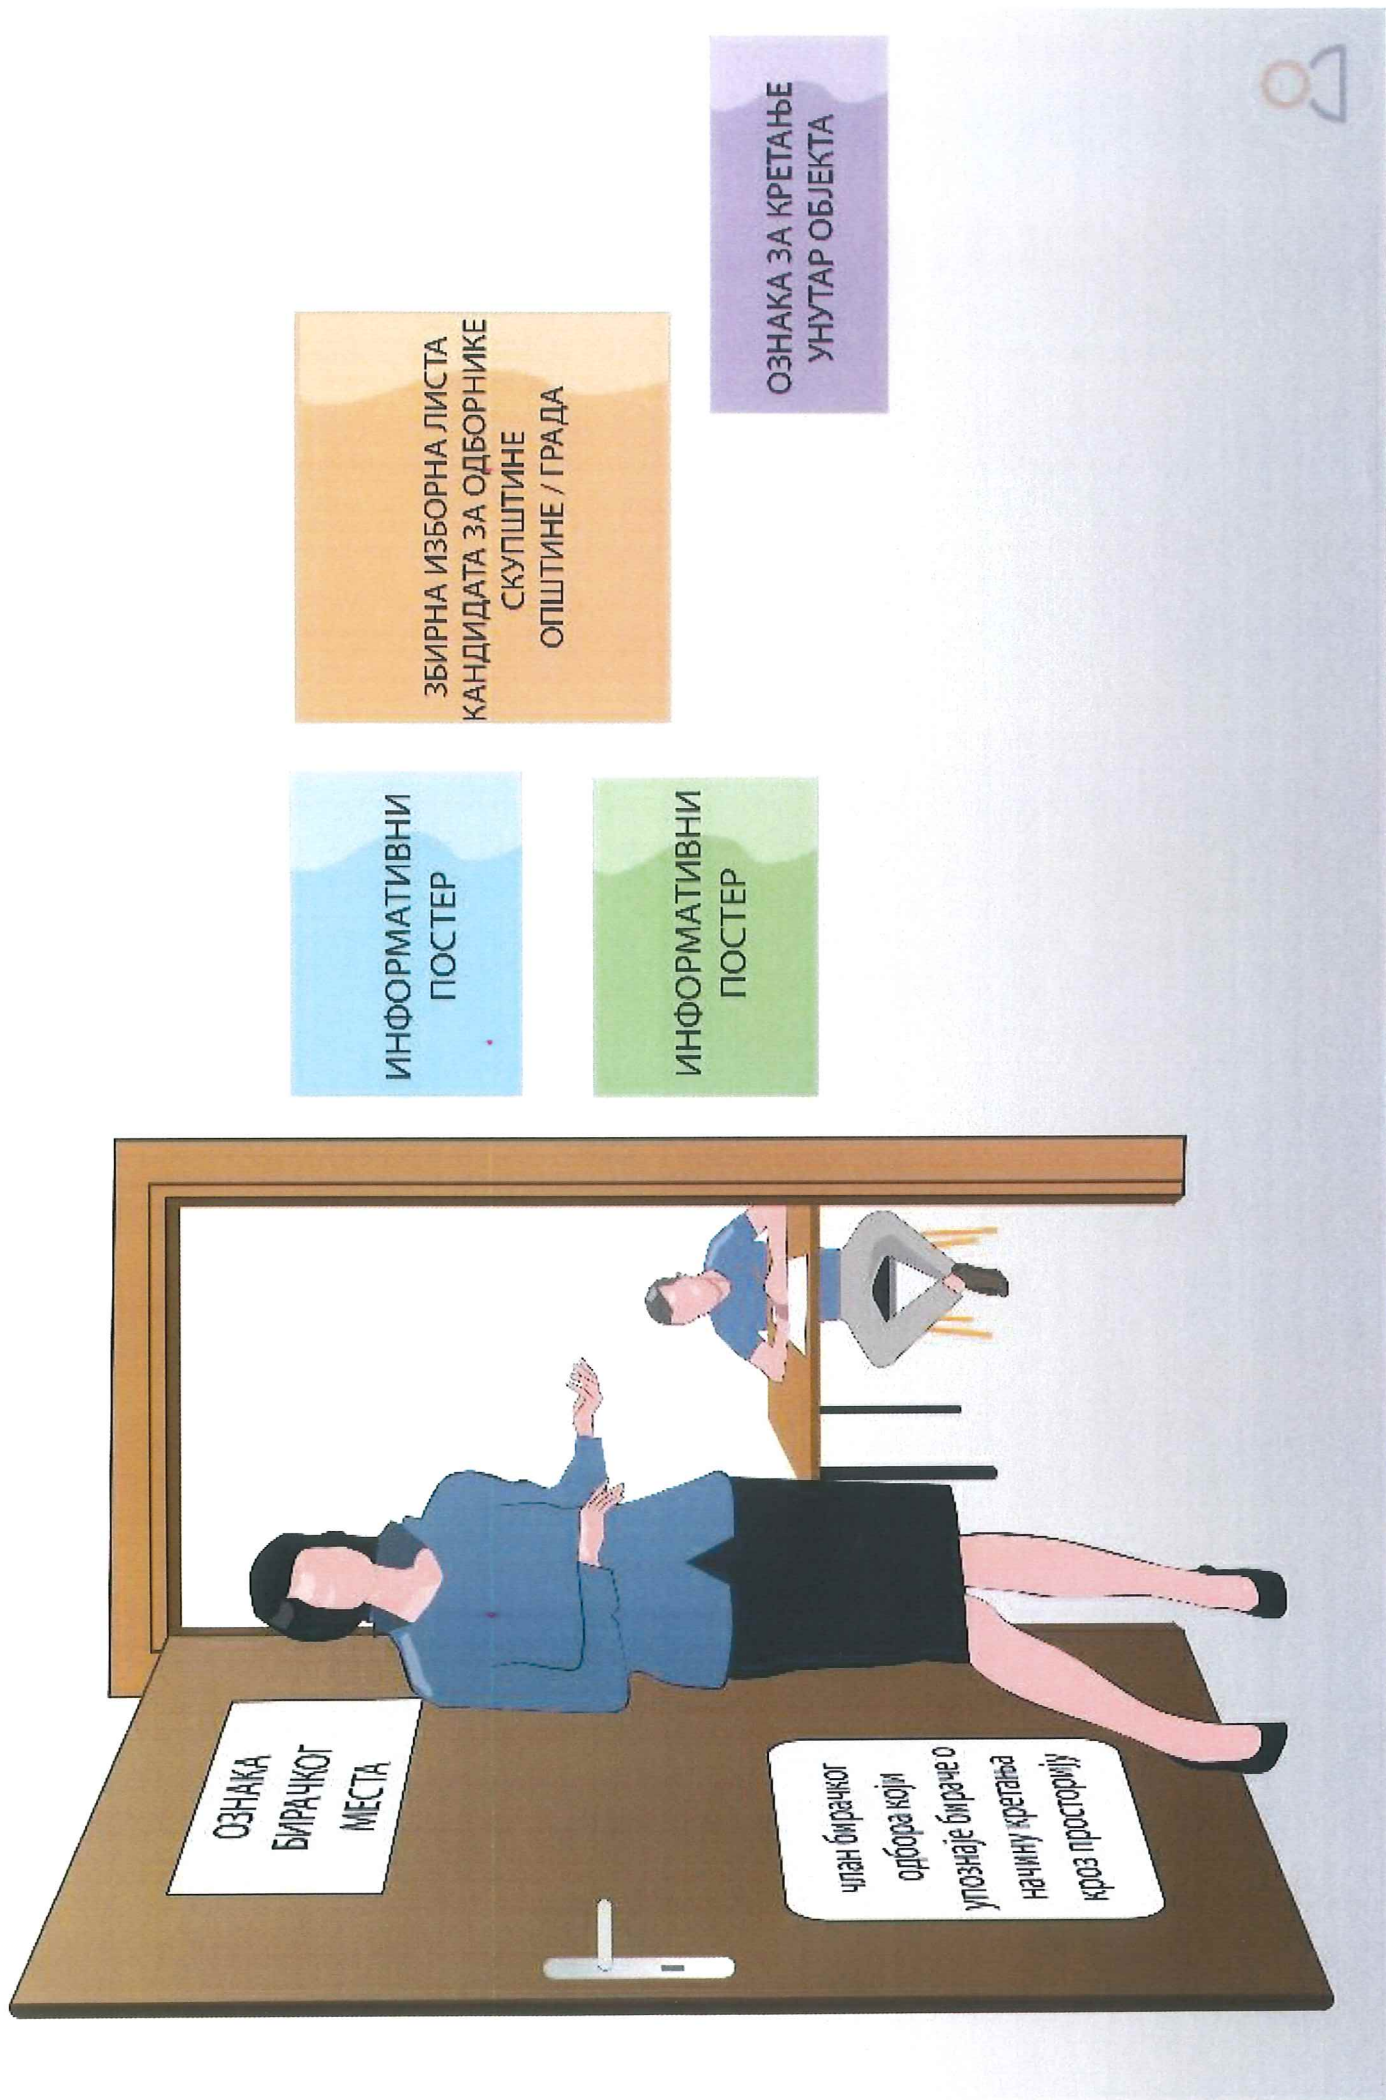 ОЗНАКА
БИРАЧКОГ
МЕСТА
члан бирачког
одбора који
упознаје бираче о
начину кретања
кроз просторију
ИНФОРМАТИВНИ
ПОСТЕР
ИНФОРМАТИВНИ
ПОСТЕР
ЗБИРНА ИЗБОРНА ЛИСТА
КАНДИДАТА ЗА ОДБОРНИКЕ
СКУПШТИНЕ
ОПШТИНЕ / ГРАДА
ОЗНАКА ЗА КРЕТАЊЕ
УНУТАР ОБЈЕКТА